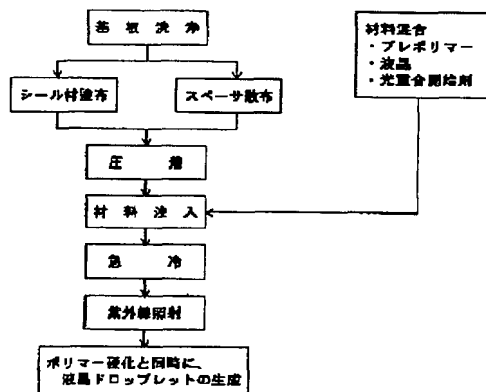 基板洗浄
シール材塗布
スペーサ散布
圧着
材料注入
急冷
紫外線照射
ポリマー硬化と同時に、
液晶ドロップレットの生成
材料混合
・プレポリマー
・液晶
・光重合開始剤